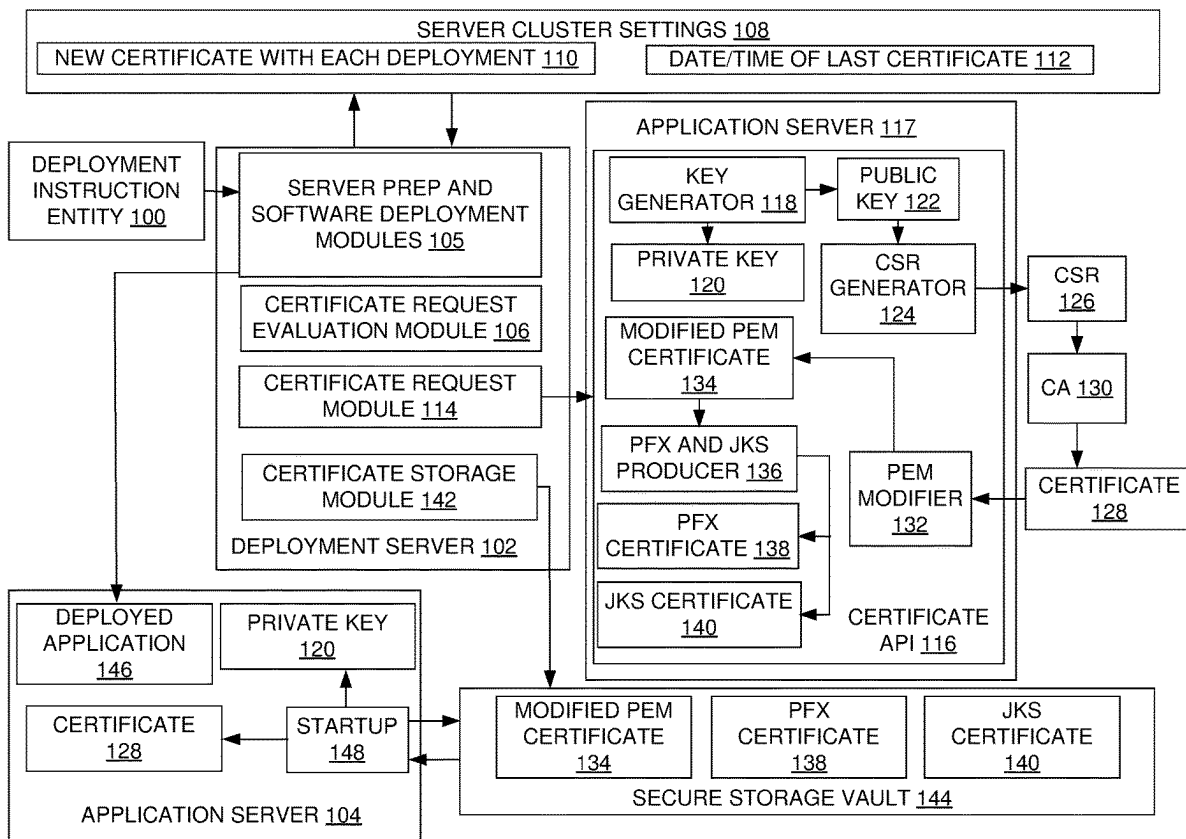 SERVER CLUSTER SETTINGS 108
NEW CERTIFICATE WITH EACH DEPLOYMENT 110
DATE/TIME OF LAST CERTIFICATE 112
DEPLOYMENT
INSTRUCTION
ENTITY 100
SERVER PREP AND
SOFTWARE DEPLOYMENT
MODULES 105
CERTIFICATE REQUEST
EVALUATION MODULE 106
CERTIFICATE REQUEST
MODULE 114
CERTIFICATE STORAGE
MODULE 142
DEPLOYMENT SERVER 102
APPLICATION SERVER 117
KEY
GENERATOR 118
PUBLIC
KEY 122
PRIVATE KEY
120
CSR
GENERATOR
124
CSR
126
MODIFIED PEM
CERTIFICATE
134
CA 130
PFX AND JKS
PRODUCER 136
PEM
MODIFIER
132
CERTIFICATE
128
PFX
CERTIFICATE 138
JKS CERTIFICATE
140
CERTIFICATE
API 116
DEPLOYED
APPLICATION
146
PRIVATE KEY
120
CERTIFICATE
128
STARTUP
148
APPLICATION SERVER 104
MODIFIED PEM
CERTIFICATE
134
PFX
CERTIFICATE
138
JKS
CERTIFICATE
140
SECURE STORAGE VAULT 144